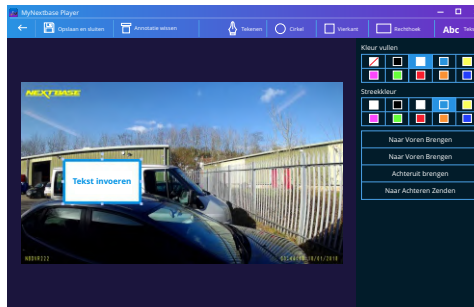 MyNextbase Player
Opslaan en sluiten
Annotatie wissen
Tekenen
Cirkel
Vierkant
Rechthoek
Abc
Kleur vullen
Streekkleur
NEXTBASE
Tekst invoeren
Naar Voren Brengen
Naar Voren Brengen
Achteruit brengen
Naar Achteren Zenden